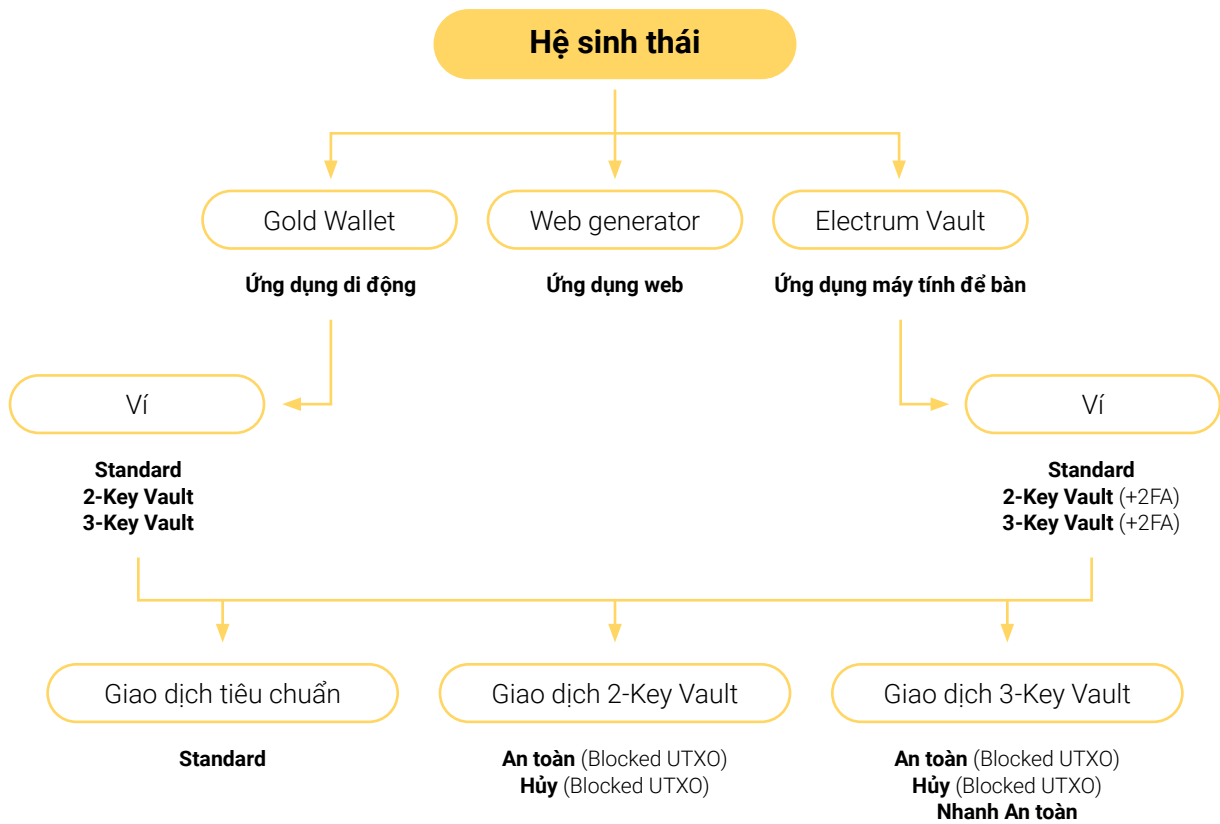 Hệ sinh thái
Gold Wallet
Web generator
Electrum Vault
Ứng dụng di động
Ứng dụng web
Ứng dụng máy tính để bàn
Ví
Ví
Standard
2-Key Vault
3-Key Vault
Standard
2-Key Vault (+2FA)
3-Key Vault (+2FA)
Giao dịch tiêu chuẩn
Giao dịch 2-Key Vault
Giao dịch 3-Key Vault
Standard
An toàn (Blocked UTXO)
Hủy (Blocked UTXO)
An toàn (Blocked UTXO)
Hủy (Blocked UTXO)
Nhanh An toàn